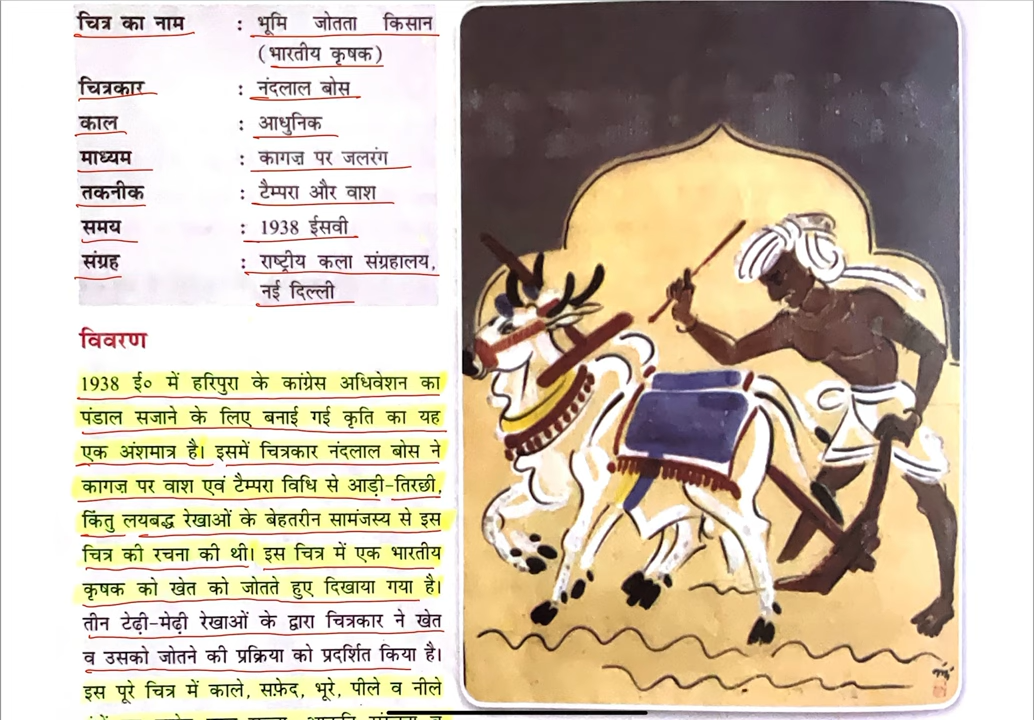 चित्र का नाम : भूमि जोतता किसान
(भारतीय कृषक)
चित्रकार : नंदलाल बोस
काल : आधुनिक
माध्यम : कागज़ पर जलरंग
तकनीक : टैम्परा और वाश
समय : 1938 ईसवी
संग्रह : राष्ट्रीय कला संग्रहालय,
नई दिल्ली
विवरण
1938 ई० में हरिपुरा के कांग्रेस अधिवेशन का
पंडाल सजाने के लिए बनाई गई कृति का यह
एक अंशमात्र है। इसमें चित्रकार नंदलाल बोस ने
कागज पर वाश एवं टैम्परा विधि से आड़ी-तिरछी,
किंतु लयबद्ध रेखाओं के बेहतरीन सामंजस्य से इस
चित्र की रचना की थी। इस चित्र में एक भारतीय
कृषक को खेत को जोतते हुए दिखाया गया है।
तीन टेढ़ी-मेढ़ी रेखाओं के द्वारा चित्रकार ने खेत
व उसको जोतने की प्रक्रिया को प्रदर्शित किया है।
इस पूरे चित्र में काले, सफ़ेद, भूरे, पीले व नीले